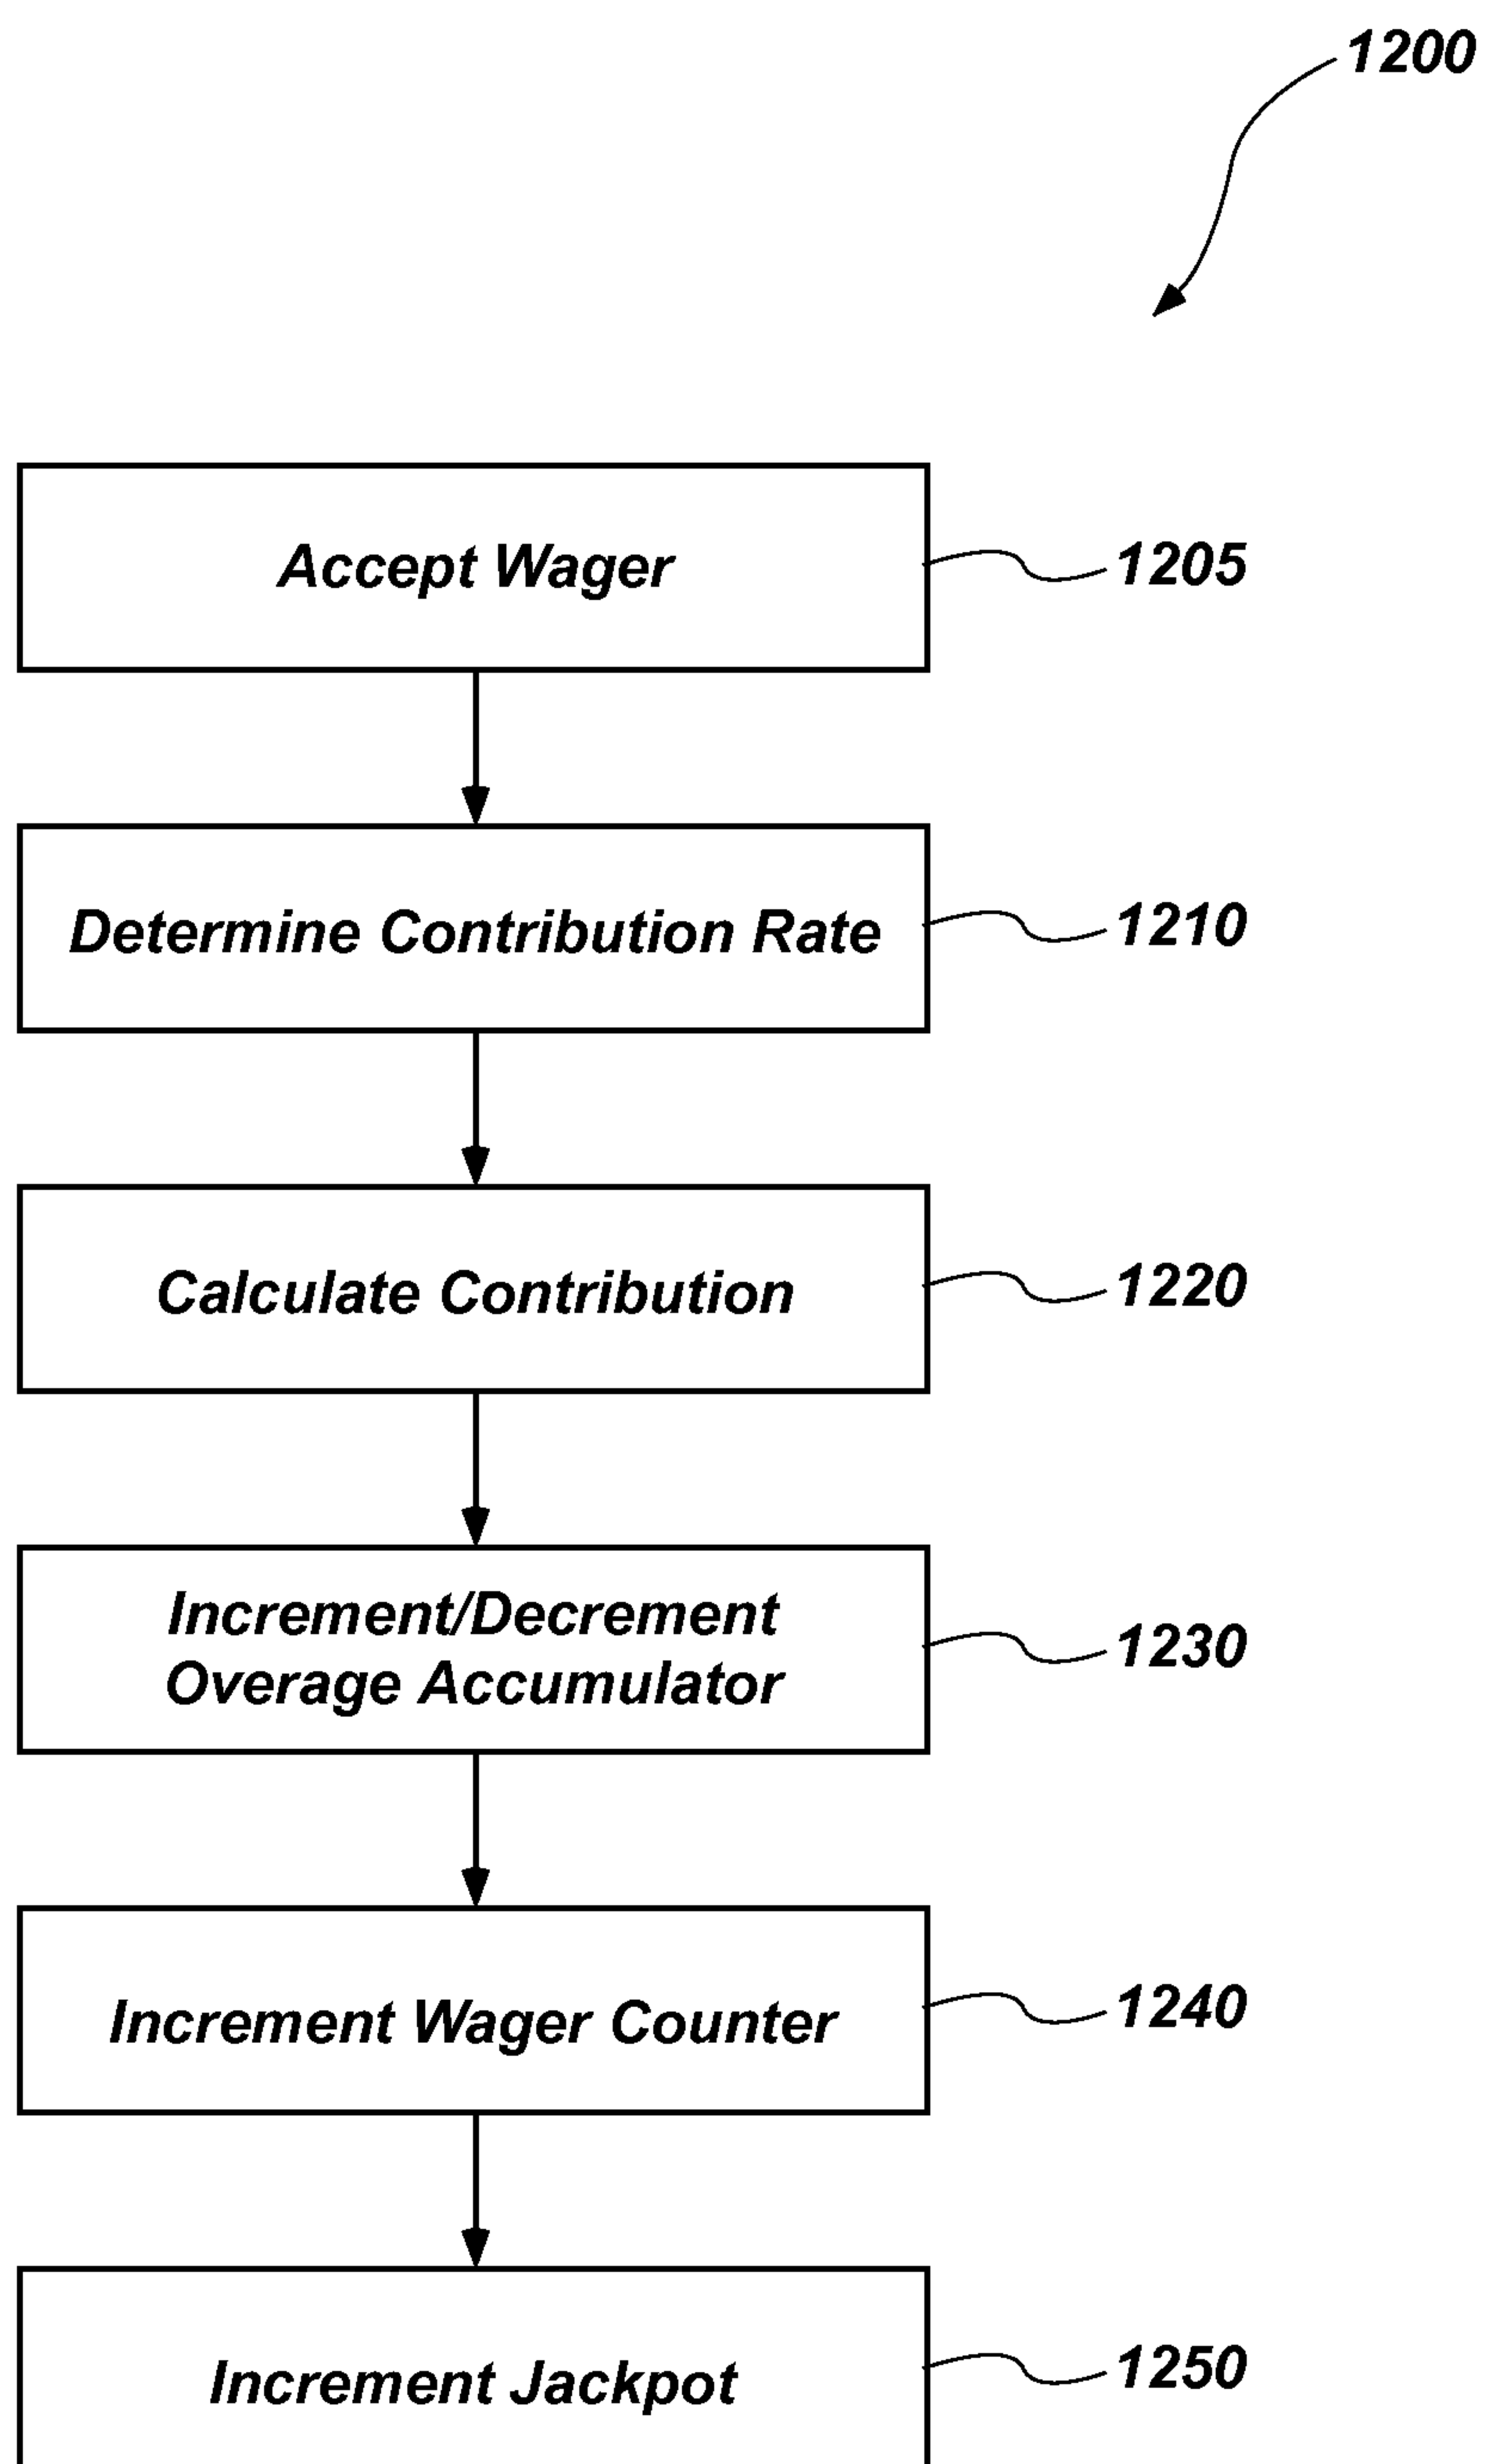 1200
Accept Wager
1205
Determine Contribution Rate
1210
Calculate Contribution
1220
Increment/Decrement
Overage Accumulator
1230
Increment Wager Counter
1240
Increment Jackpot
1250